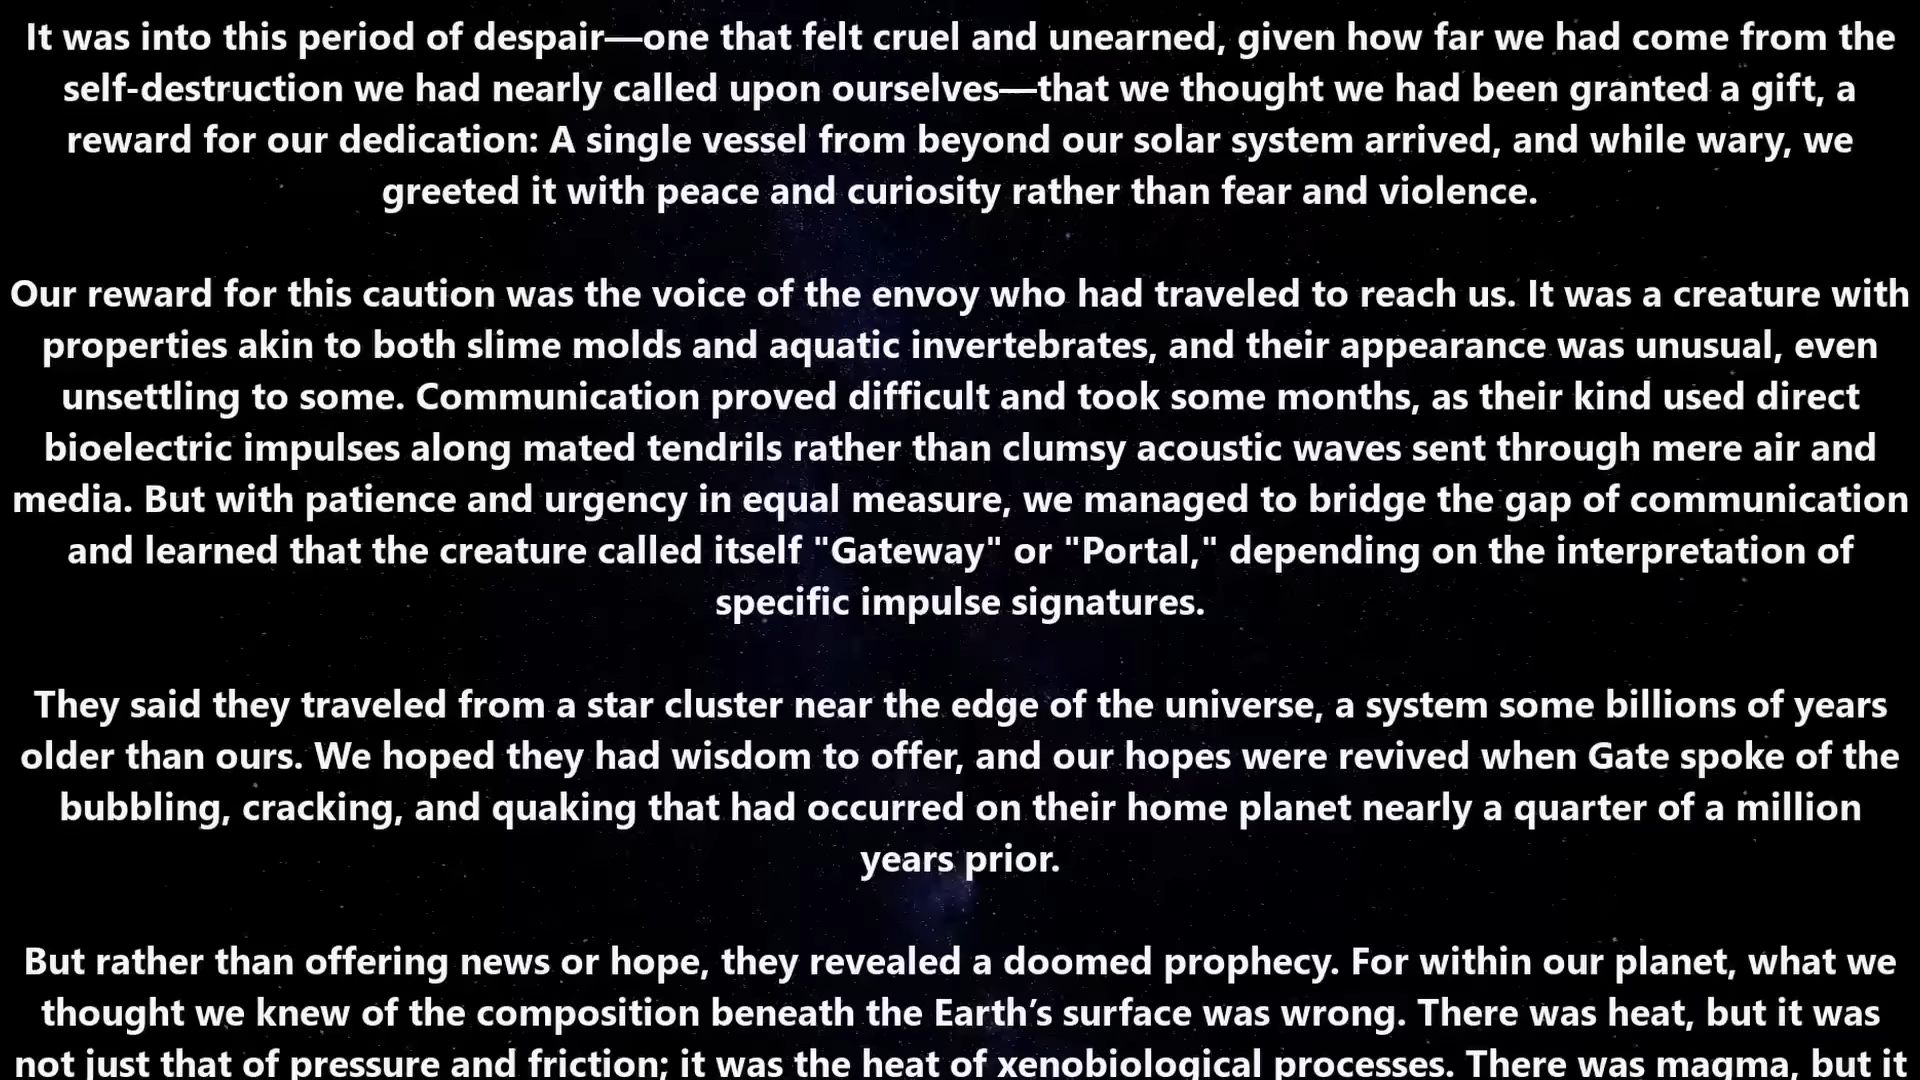 It was into this period of despair—one that felt cruel and unearned, given how far we had come from the
self-destruction we had nearly called upon ourselves—that we thought we had been granted a gift, a
reward for our dedication: A single vessel from beyond our solar system arrived, and while wary, we
greeted it with peace and curiosity rather than fear and violence.
Our reward for this caution was the voice of the envoy who had traveled to reach us. It was a creature with
properties akin to both slime molds and aquatic invertebrates, and their appearance was unusual, even
unsettling to some. Communication proved difficult and took some months, as their kind used direct
bioelectric impulses along mated tendrils rather than clumsy acoustic waves sent through mere air and
media. But with patience and urgency in equal measure, we managed to bridge the gap of communication
and learned that the creature called itself "Gateway" or "Portal," depending on the interpretation of
specific impulse signatures.
They said they traveled from a star cluster near the edge of the universe, a system some billions of years
older than ours. We hoped they had wisdom to offer, and our hopes were revived when Gate spoke of the
bubbling, cracking, and quaking that had occurred on their home planet nearly a quarter of a million
years prior.
But rather than offering news or hope, they revealed a doomed prophecy. For within our planet, what we
thought we knew of the composition beneath the Earth’s surface was wrong. There was heat, but it was
not just that of pressure and friction; it was the heat of xenobiological processes. There was magma, but it